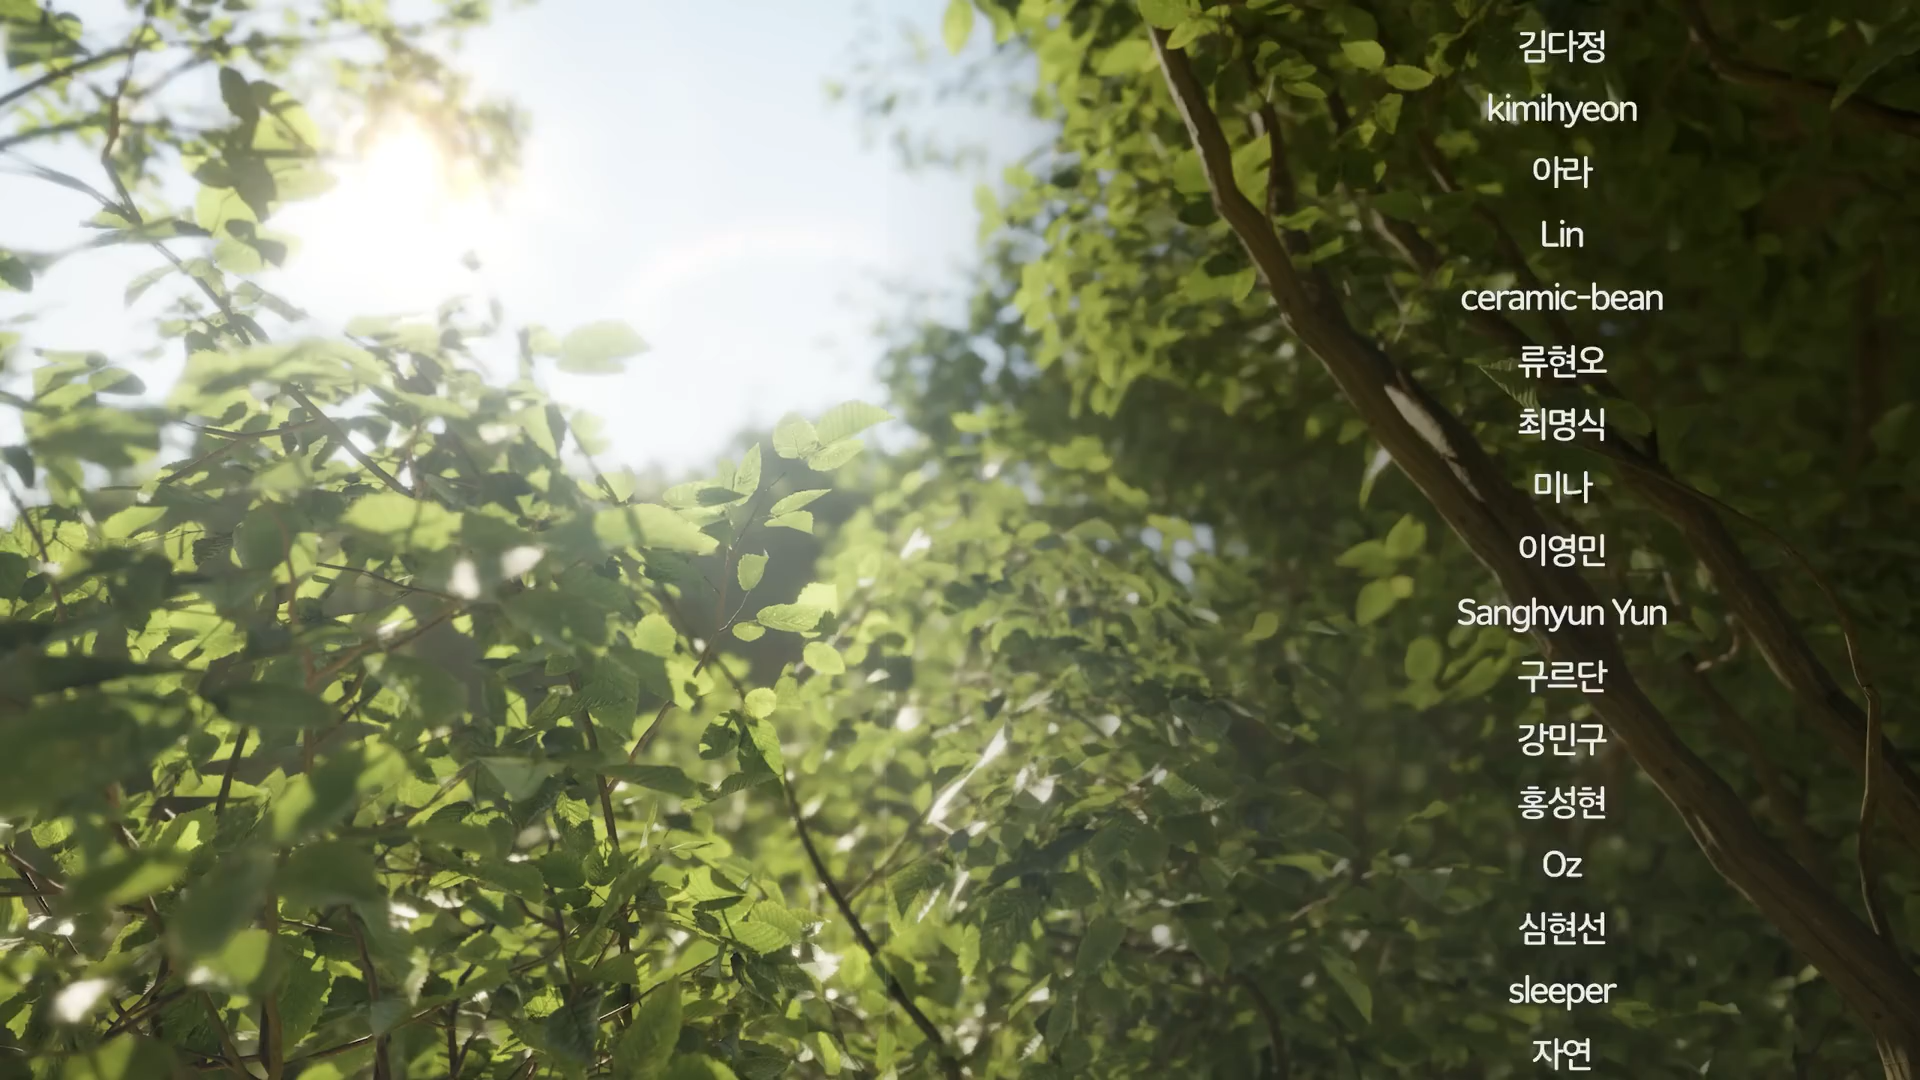 김다정
kimihyeon
아라
Lin
ceramic-bean
류현오
최명식
미나
이영민
Sanghyun Yun
구르단
강민구
홍성현
Oz
심현선
sleeper
자연